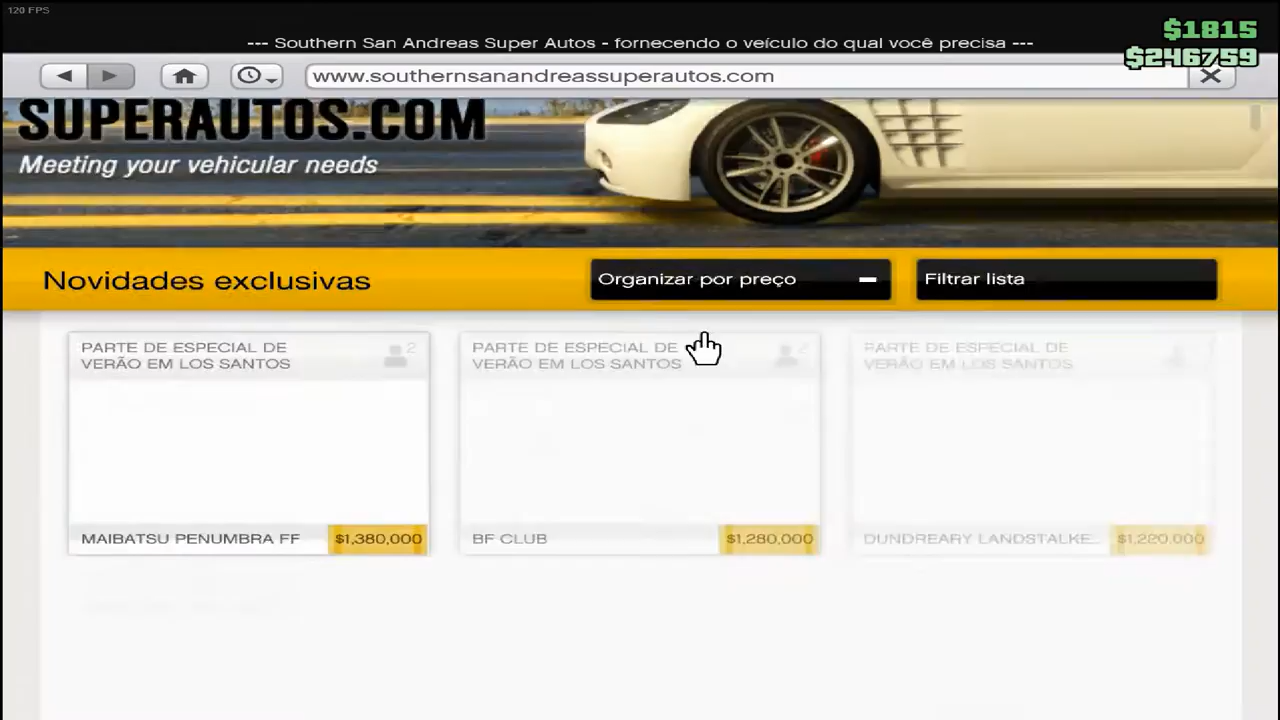 120 FPS
$1815
--- Southern San Andreas Super Autos - fornecendo o veículo do qual você precisa ---
$246759
www.southernsanandreassuperautos.com
SUPERAUTOS.COM
Meeting your vehicular needs
Novidades exclusivas
Organizar por preço
Filtrar lista
PARTE DE ESPECIAL DE
VERÃO EM LOS SANTOS
2
PARTE DE ESPECIAL DE
VERÃO EM LOS SANTOS
2
PARTE DE ESPECIAL DE
VERÃO EM LOS SANTOS
MAIBATSU PENUMBRA FF
$1,380,000
BF CLUB
$1,280,000
DUNDREARY LANDSTALKE...
$1,220,000